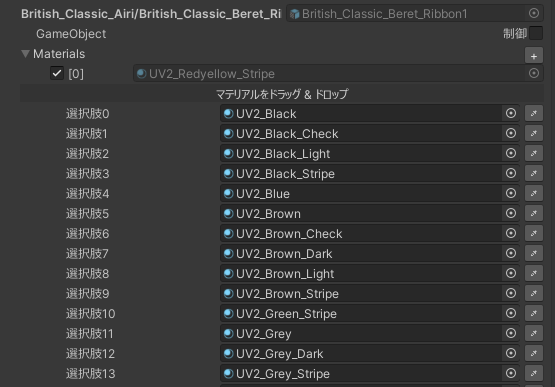 British_Classic_Airi/British_Classic_Beret_Ri British_Classic_Beret_Ribbon1
GameObject 制御
Materials
[0] UV2_Redyellow_Stripe
マテリアルをドラッグ & ドロップ
選択肢0 UV2_Black
選択肢1 UV2_Black_Check
選択肢2 UV2_Black_Light
選択肢3 UV2_Black_Stripe
選択肢4 UV2_Blue
選択肢5 UV2_Brown
選択肢6 UV2_Brown_Check
選択肢7 UV2_Brown_Dark
選択肢8 UV2_Brown_Light
選択肢9 UV2_Brown_Stripe
選択肢10 UV2_Green_Stripe
選択肢11 UV2_Grey
選択肢12 UV2_Grey_Dark
選択肢13 UV2_Grey_Stripe